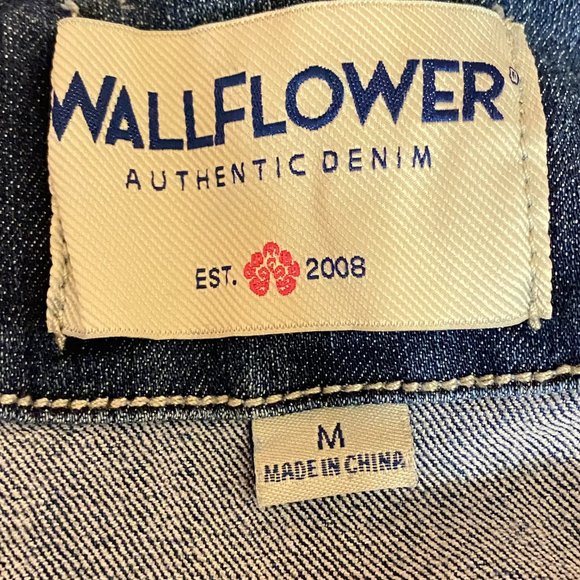 WALLFLOWER®
AUTHENTIC DENIM
EST. 2008
M
MADE IN CHINA